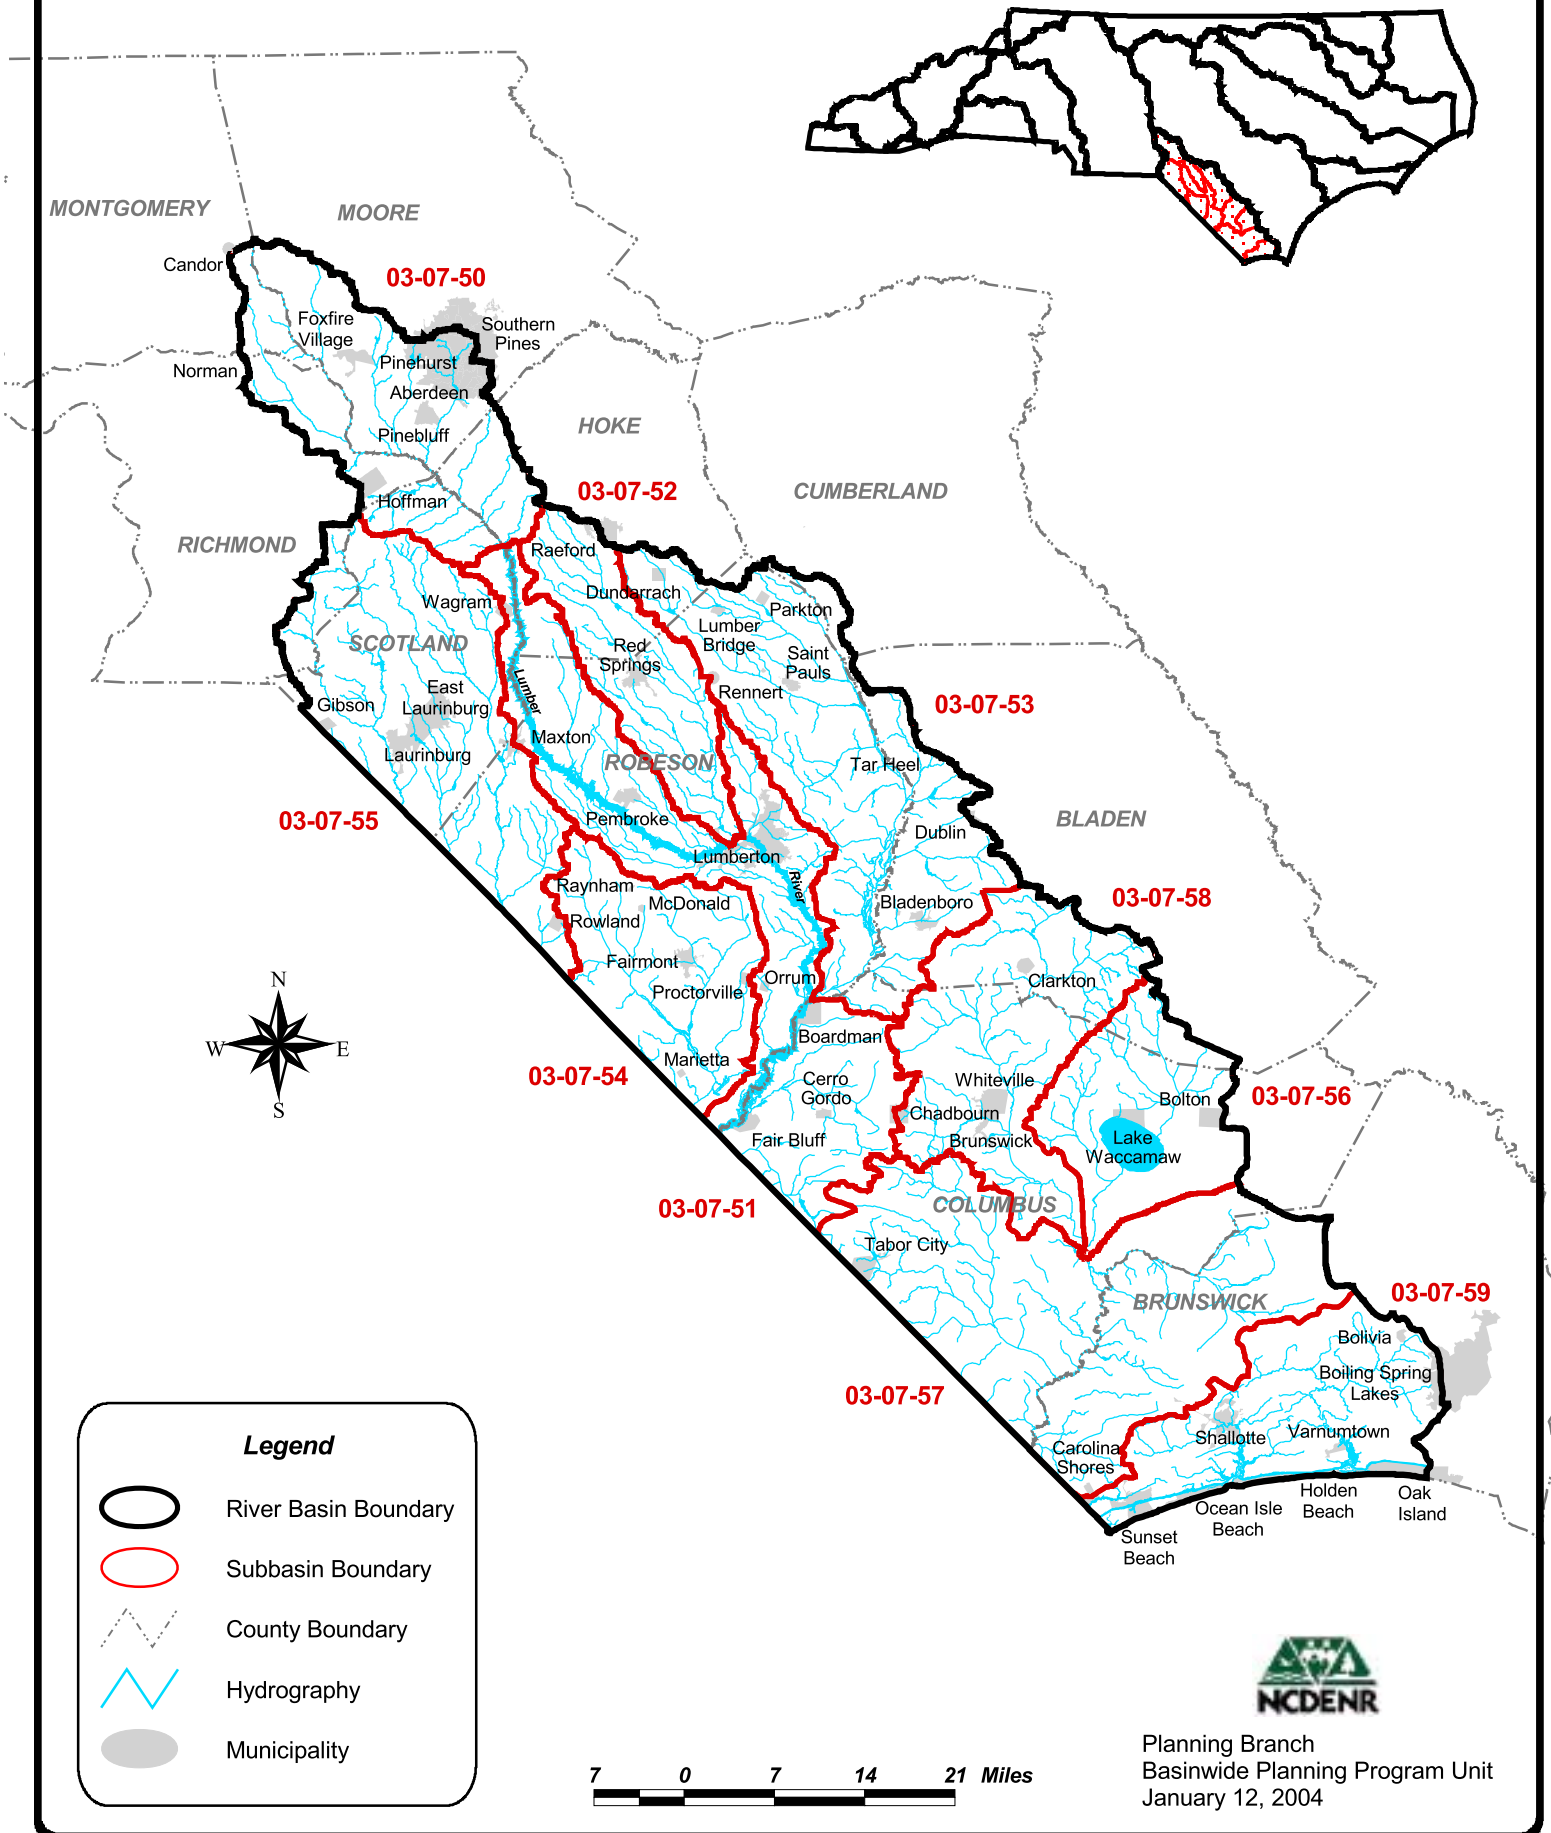 MONTGOMERY
MOORE
Candor
03-07-50
Foxfire
Village
Southern
Pines
Norman
Pinehurst
Aberdeen
Pinebluff
HOKE
Hoffman
03-07-52
CUMBERLAND
RICHMOND
Raeford
Dundarrach
Wagram
Parkton
Lumber
Bridge
SCOTLAND
Red
Springs
Saint
Pauls
Rennert
East
Laurinburg
Gibson
Lumber
03-07-53
Maxton
Laurinburg
ROBESON
Tar Heel
03-07-55
Pembroke
Dublin
BLADEN
Lumberton
River
Raynham
McDonald
Bladenboro
03-07-58
Rowland
Fairmont
Orrum
Clarkton
Proctorville
N
W
E
S
Boardman
Marietta
03-07-54
Cerro
Gordo
Whiteville
Bolton
03-07-56
Chadbourn
Fair Bluff
Brunswick
Lake
Waccamaw
03-07-51
COLUMBUS
Tabor City
BRUNSWICK
03-07-59
Bolivia
Boiling Spring
Lakes
03-07-57
Shallotte
Varnumtown
Carolina
Shores
Ocean Isle
Beach
Holden
Beach
Oak
Island
Sunset
Beach
Legend
River Basin Boundary
Subbasin Boundary
County Boundary
Hydrography
Municipality
NCDENR
Planning Branch
Basinwide Planning Program Unit
January 12, 2004
7 0 7 14 21 Miles